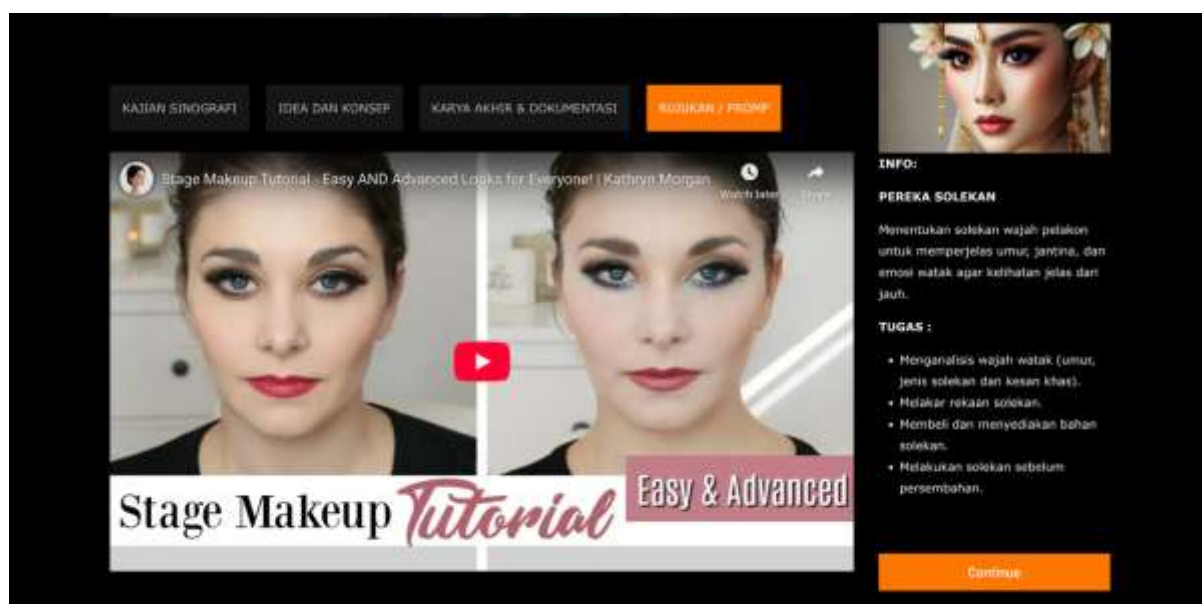 KAJIAN SINOGRAFI
IDEA DAN KONSEP
KARYA AKHIR & DOKUMENTASI
RUJUKAN / PROMP
Stage Makeup Tutorial - Easy AND Advanced Looks for Everyone! | Kathryn Morgan
Watch later
Share
Stage Makeup Tutorial
Easy & Advanced
INFO:
PEREKA SOLEKAN
Menentukan solekan wajah pelakon
untuk memperjelas umur, jantina, dan
emosi watak agar kelihatan jelas dari
jauh.
TUGAS :
• Menganalisis wajah watak (umur,
jenis solekan dan kesan khas).
• Melakar rekaan solekan.
• Membeli dan menyediakan bahan
solekan.
• Melakukan solekan sebelum
persembahan.
Continue